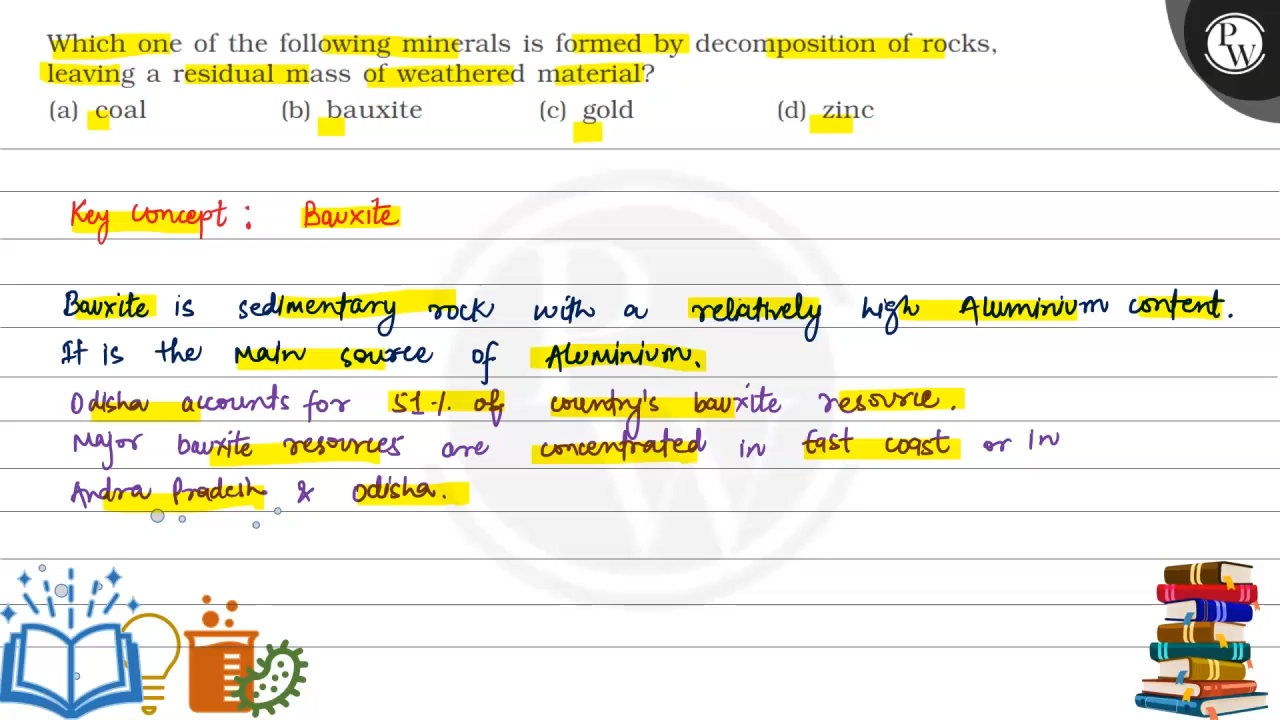 Which one of the following minerals is formed by decomposition of rocks,
leaving a residual mass of weathered material?
(a) coal (b) bauxite (c) gold (d) zinc
Key concept : Bauxite
Bauxite is sedimentary rock with a relatively high Aluminium content.
It is the main source of Aluminium.
Odisha accounts for 51% of country's bauxite resource.
Major bauxite resources are concentrated in East coast or in
Andra Pradesh & Odisha.
PW